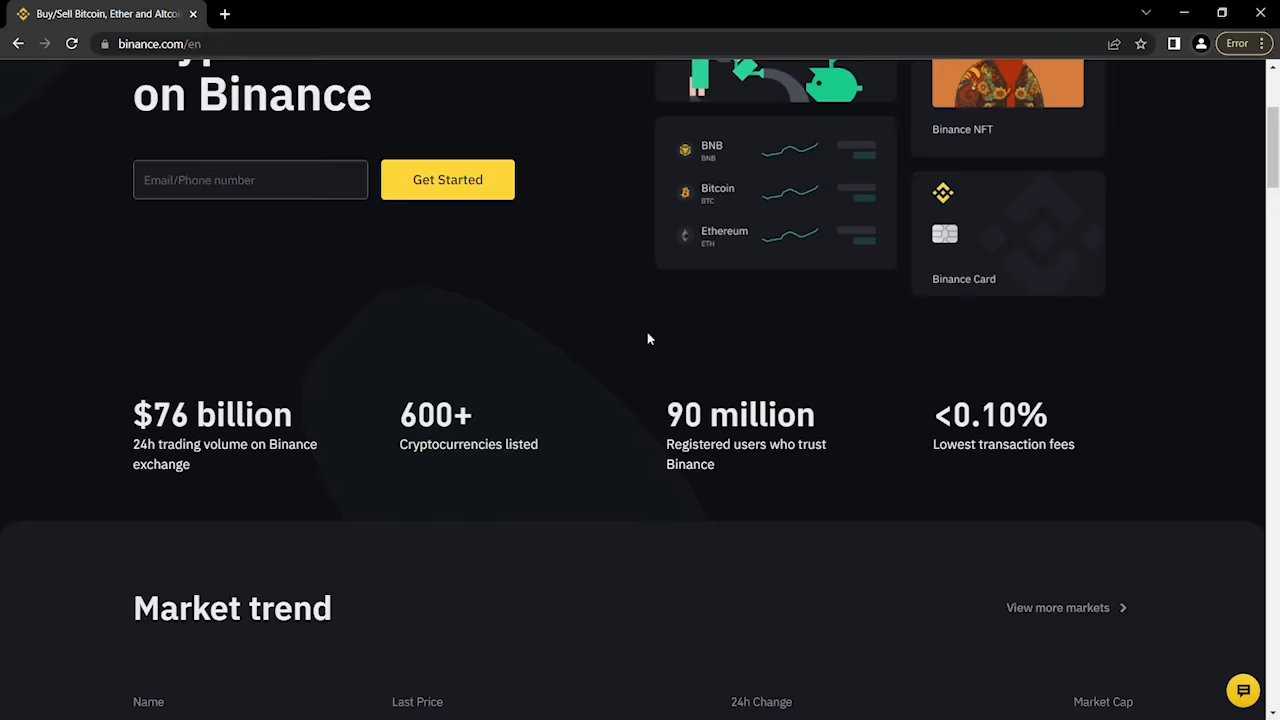 Buy/Sell Bitcoin, Ether and Altco
binance.com/en
Error
on Binance
Email/Phone number
Get Started
BNB
BNB
Bitcoin
BTC
Ethereum
ETH
Binance NFT
Binance Card
$76 billion
24h trading volume on Binance
exchange
600+
Cryptocurrencies listed
90 million
Registered users who trust
Binance
<0.10%
Lowest transaction fees
Market trend
View more markets
Name
Last Price
24h Change
Market Cap